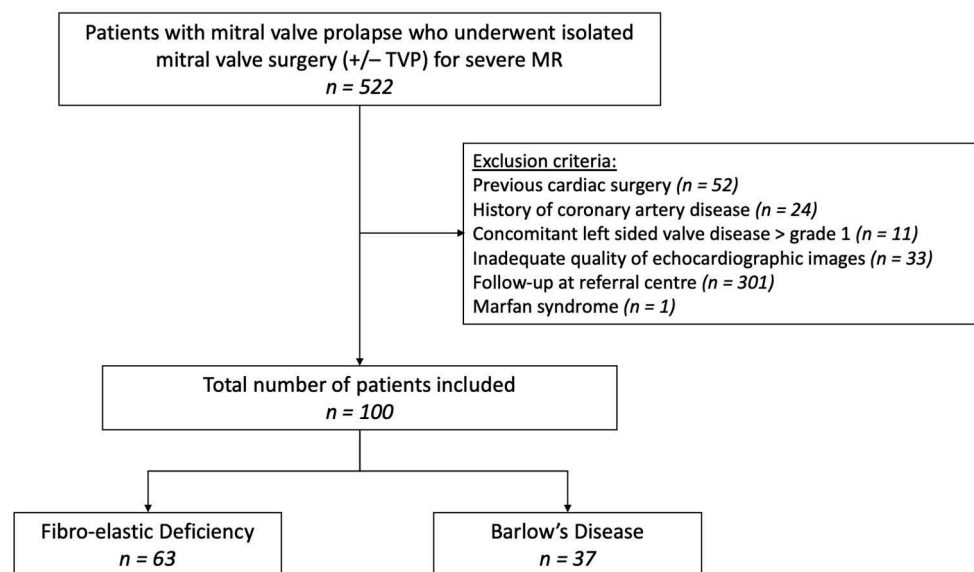 Patients with mitral valve prolapse who underwent isolated
mitral valve surgery (+/– TVP) for severe MR
n = 522
Exclusion criteria:
Previous cardiac surgery (n = 52)
History of coronary artery disease (n = 24)
Concomitant left sided valve disease > grade 1 (n = 11)
Inadequate quality of echocardiographic images (n = 33)
Follow-up at referral centre (n = 301)
Marfan syndrome (n = 1)
Total number of patients included
n = 100
Fibro-elastic Deficiency
n = 63
Barlow’s Disease
n = 37